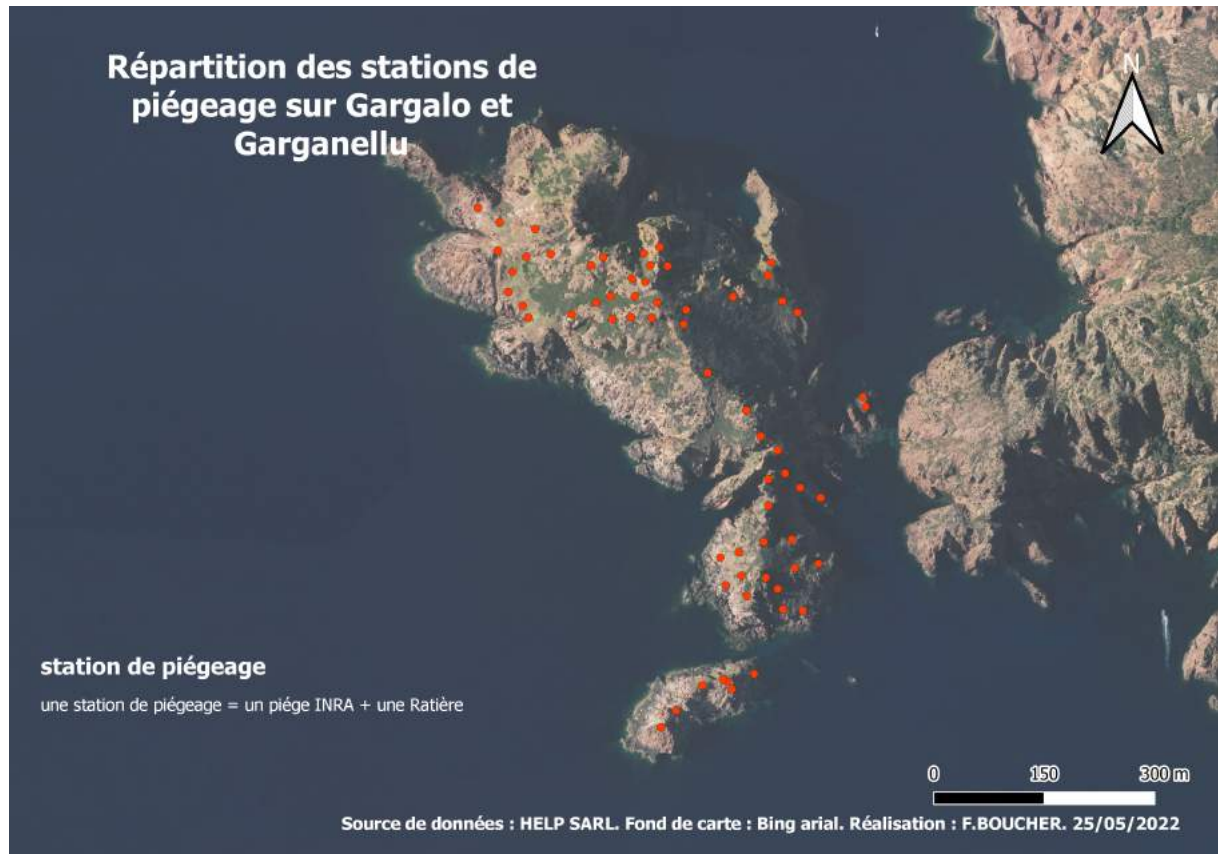 Répartition des stations de
piégeage sur Gargalo et
Garganellu
N
station de piégeage
une station de piégeage = un piége INRA + une Ratière
0 150 300 m
Source de données : HELP SARL. Fond de carte : Bing arial. Réalisation : F.BOUCHER. 25/05/2022